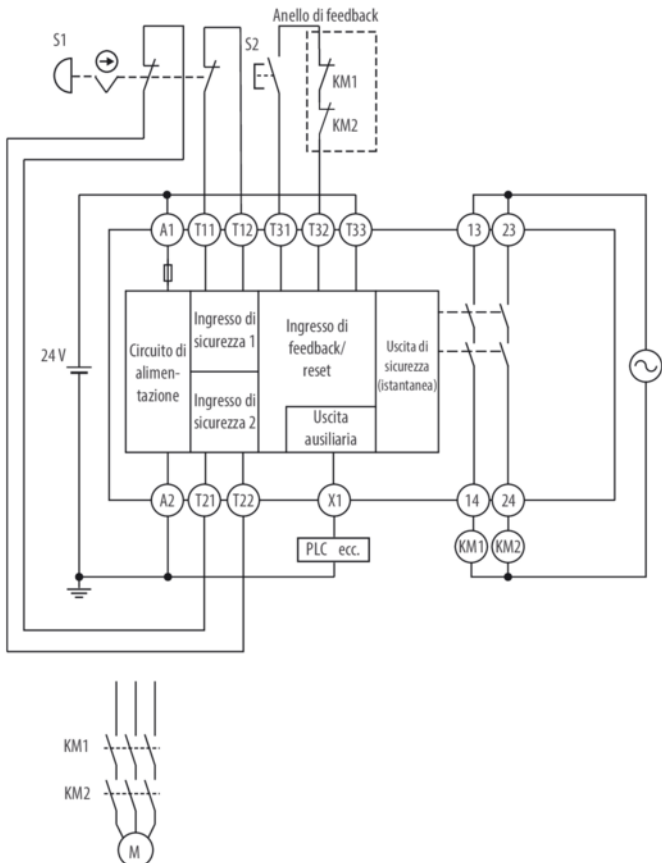 Anello di feedback
S1
S2
KM1
KM2
A1
T11
T12
T31
T32
T33
13
23
24 V
Circuito di
alimen-
tazione
Ingresso di
sicurezza 1
Ingresso di
sicurezza 2
Ingresso di
feedback/
reset
Uscita
ausiliaria
Uscita di
sicurezza
(istantanea)
A2
T21
T22
X1
14
24
PLC ecc.
KM1
KM2
KM1
KM2
M